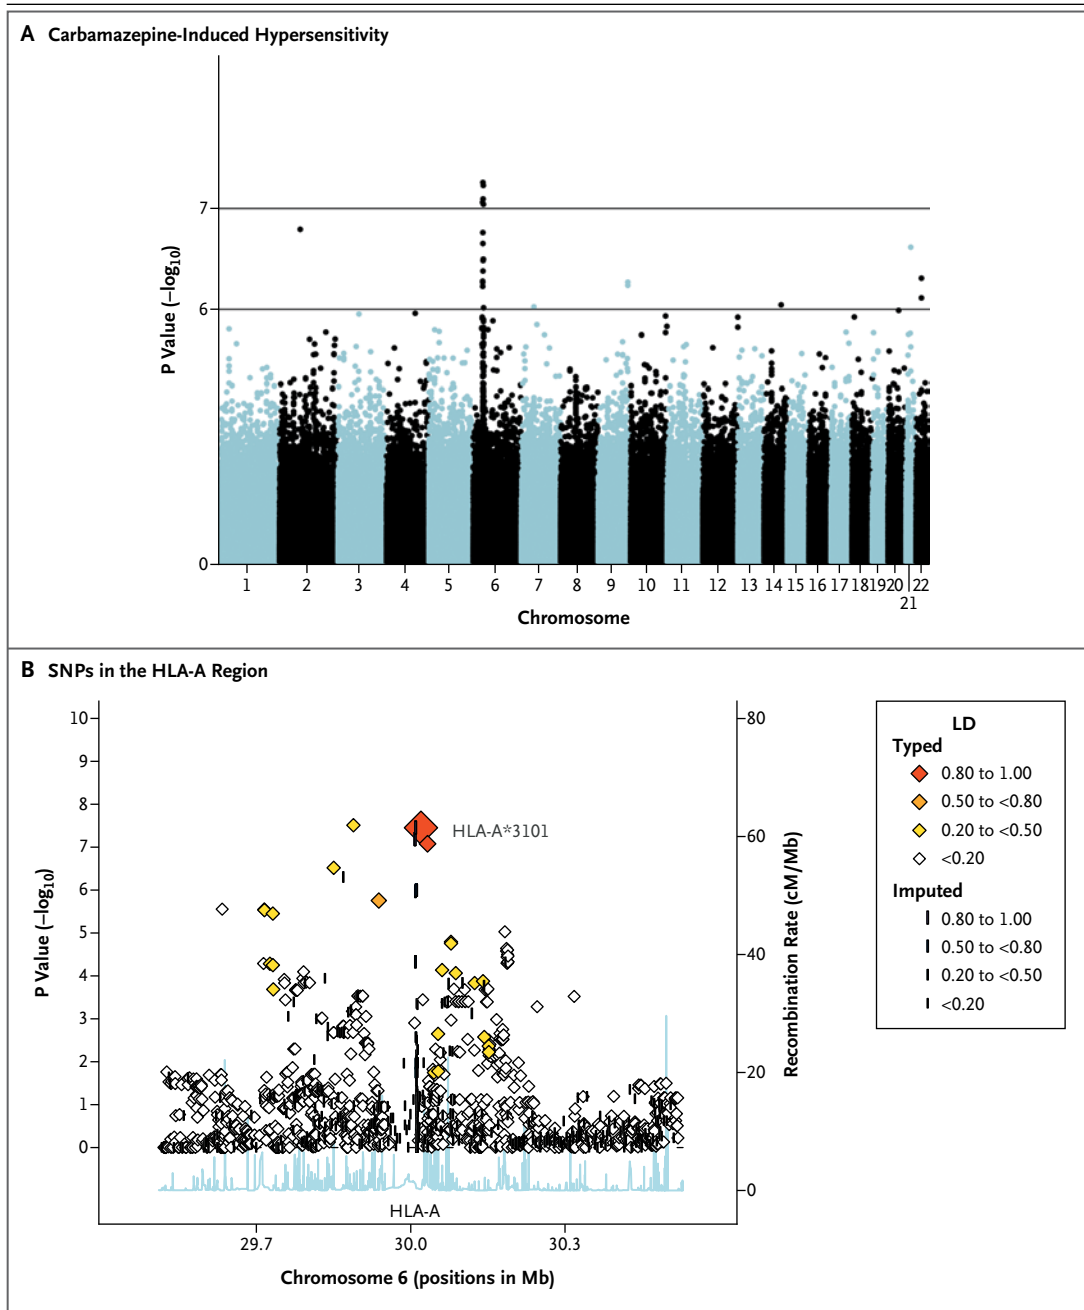 A Carbamazepine-Induced Hypersensitivity
P Value (−log10)
7
6
0
1 2 3 4 5 6 7 8 9 10 11 12 13 14 15 16 17 18 19 20 21 22
Chromosome
B SNPs in the HLA-A Region
P Value (−log10)
10
9
8
7
6
5
4
3
2
1
0
HLA-A*3101
HLA-A
29.7 30.0 30.3
Chromosome 6 (positions in Mb)
80
60
40
20
0
Recombination Rate (cM/Mb)
LD
Typed
0.80 to 1.00
0.50 to <0.80
0.20 to <0.50
<0.20
Imputed
0.80 to 1.00
0.50 to <0.80
0.20 to <0.50
<0.20